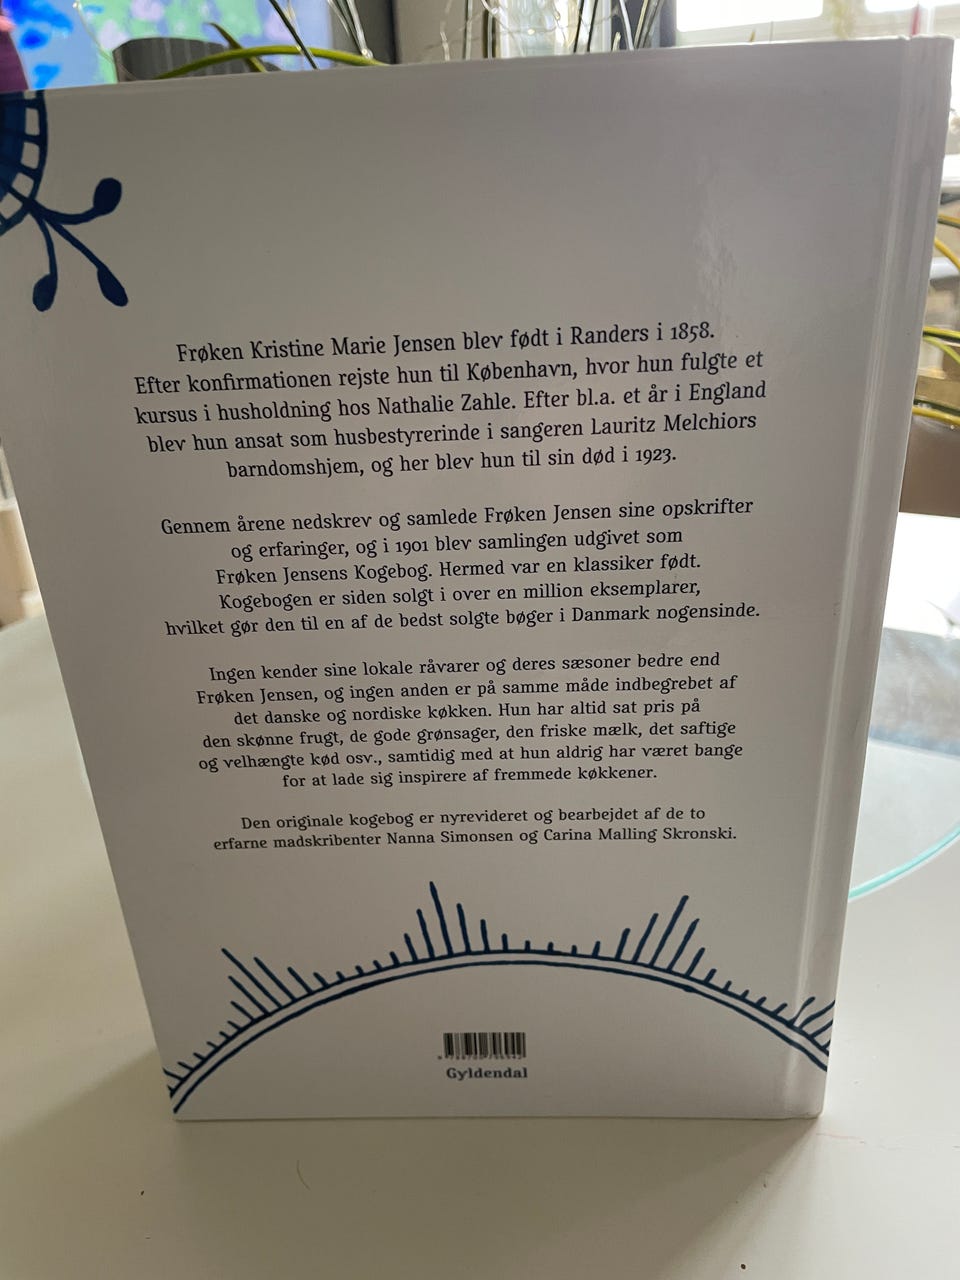 Frøken Kristine Marie Jensen blev født i Randers i 1858.
Efter konfirmationen rejste hun til København, hvor hun fulgte et
kursus i husholdning hos Nathalie Zahle. Efter bl.a. et år i England
blev hun ansat som husbestyrerinde i sangeren Lauritz Melchiors
barndomshjem, og her blev hun til sin død i 1923.
Gennem årene nedskrev og samlede Frøken Jensen sine opskrifter
og erfaringer, og i 1901 blev samlingen udgivet som
Frøken Jensens Kogebog. Hermed var en klassiker født.
Kogebogen er siden solgt i over en million eksemplarer,
hvilket gør den til en af de bedst solgte bøger i Danmark nogensinde.
Ingen kender sine lokale råvarer og deres sæsoner bedre end
Frøken Jensen, og ingen anden er på samme måde indbegrebet af
det danske og nordiske køkken. Hun har altid sat pris på
den skønne frugt, de gode grønsager, den friske mælk, det saftige
og velhængte kød osv., samtidig med at hun aldrig har været bange
for at lade sig inspirere af fremmede køkkener.
Den originale kogebog er nyrevideret og bearbejdet af de to
erfarne madskribenter Nanna Simonsen og Carina Malling Skronski.
Gyldendal